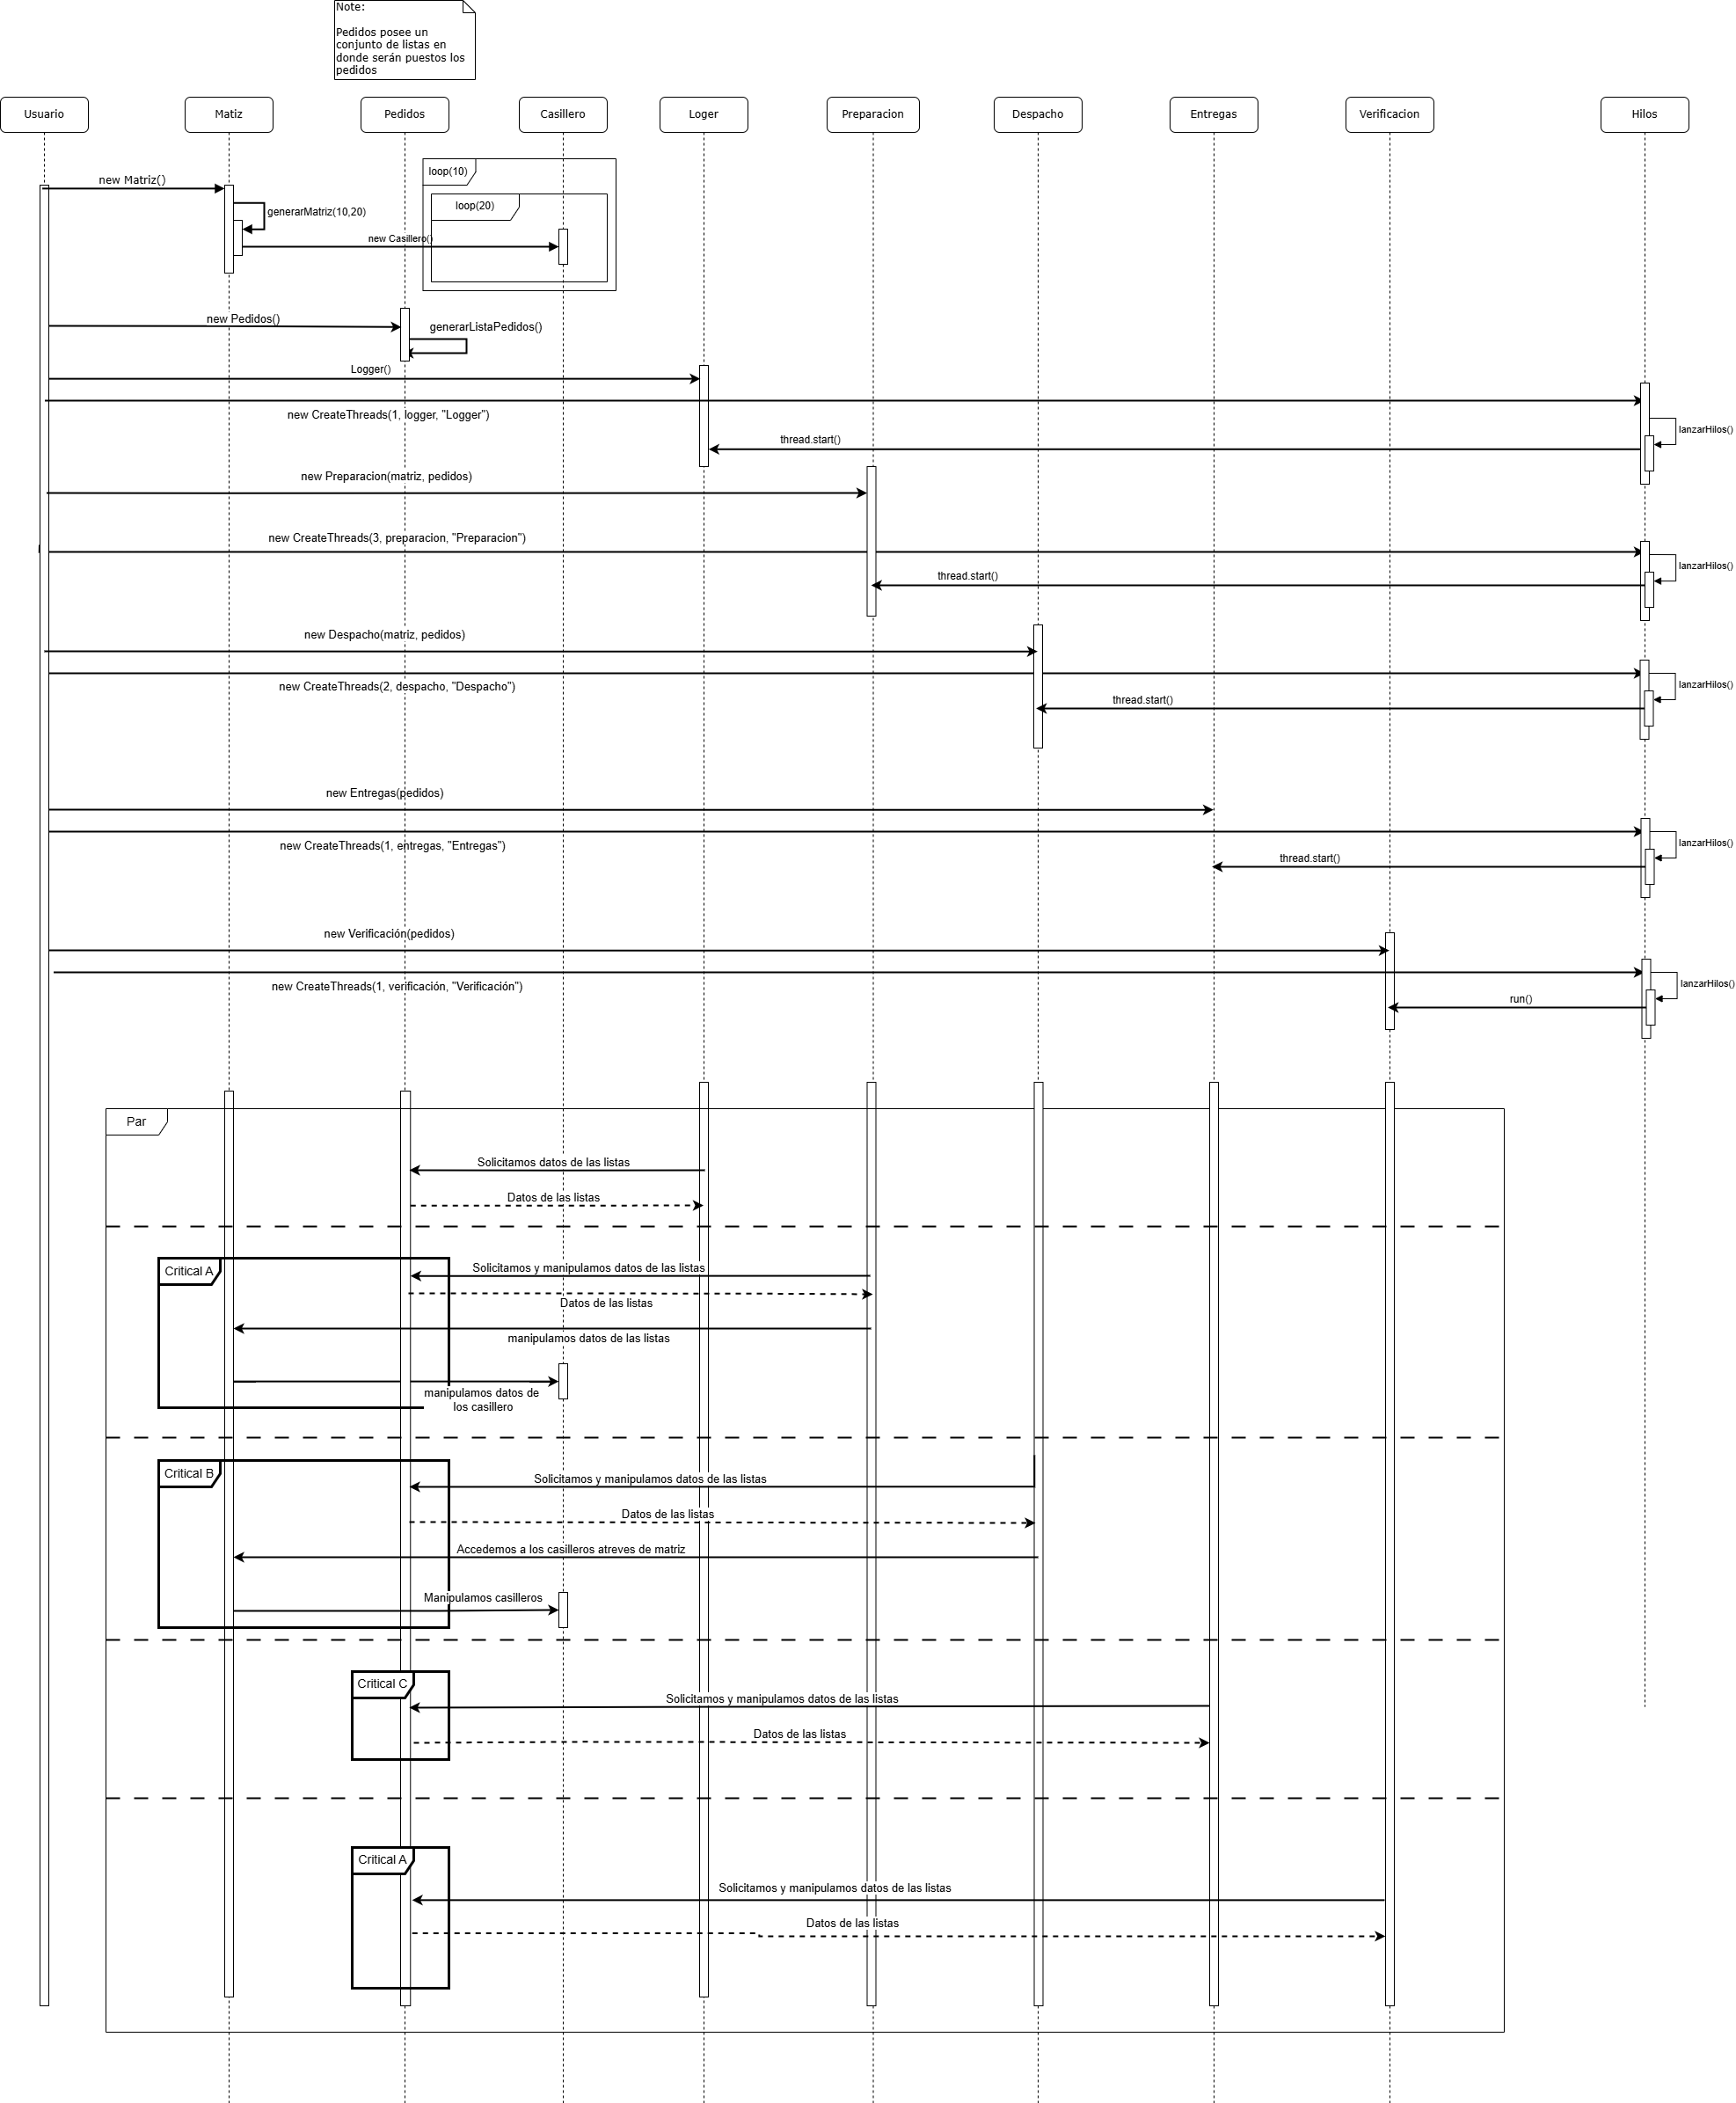 Note:
Pedidos posee un
conjunto de listas en
donde serán puestos los
pedidos
Usuario
Matiz
Pedidos
Casillero
Loger
Preparacion
Despacho
Entregas
Verificacion
Hilos
loop(10)
new Matriz()
loop(20)
generarMatriz(10,20)
new Casillero()
new Pedidos()
generarListaPedidos()
Logger()
new CreateThreads(1, logger, "Logger")
lanzarHilos()
thread.start()
new Preparacion(matriz, pedidos)
new CreateThreads(3, preparacion, "Preparacion")
lanzarHilos()
thread.start()
new Despacho(matriz, pedidos)
new CreateThreads(2, despacho, "Despacho")
lanzarHilos()
thread.start()
new Entregas(pedidos)
new CreateThreads(1, entregas, "Entregas")
lanzarHilos()
thread.start()
new Verificación(pedidos)
new CreateThreads(1, verificación, "Verificación")
lanzarHilos()
run()
Par
Solicitamos datos de las listas
Datos de las listas
Critical A
Solicitamos y manipulamos datos de las listas
Datos de las listas
manipulamos datos de las listas
manipulamos datos de
los casillero
Critical B
Solicitamos y manipulamos datos de las listas
Datos de las listas
Accedemos a los casilleros atreves de matriz
Manipulamos casilleros
Critical C
Solicitamos y manipulamos datos de las listas
Datos de las listas
Critical A
Solicitamos y manipulamos datos de las listas
Datos de las listas